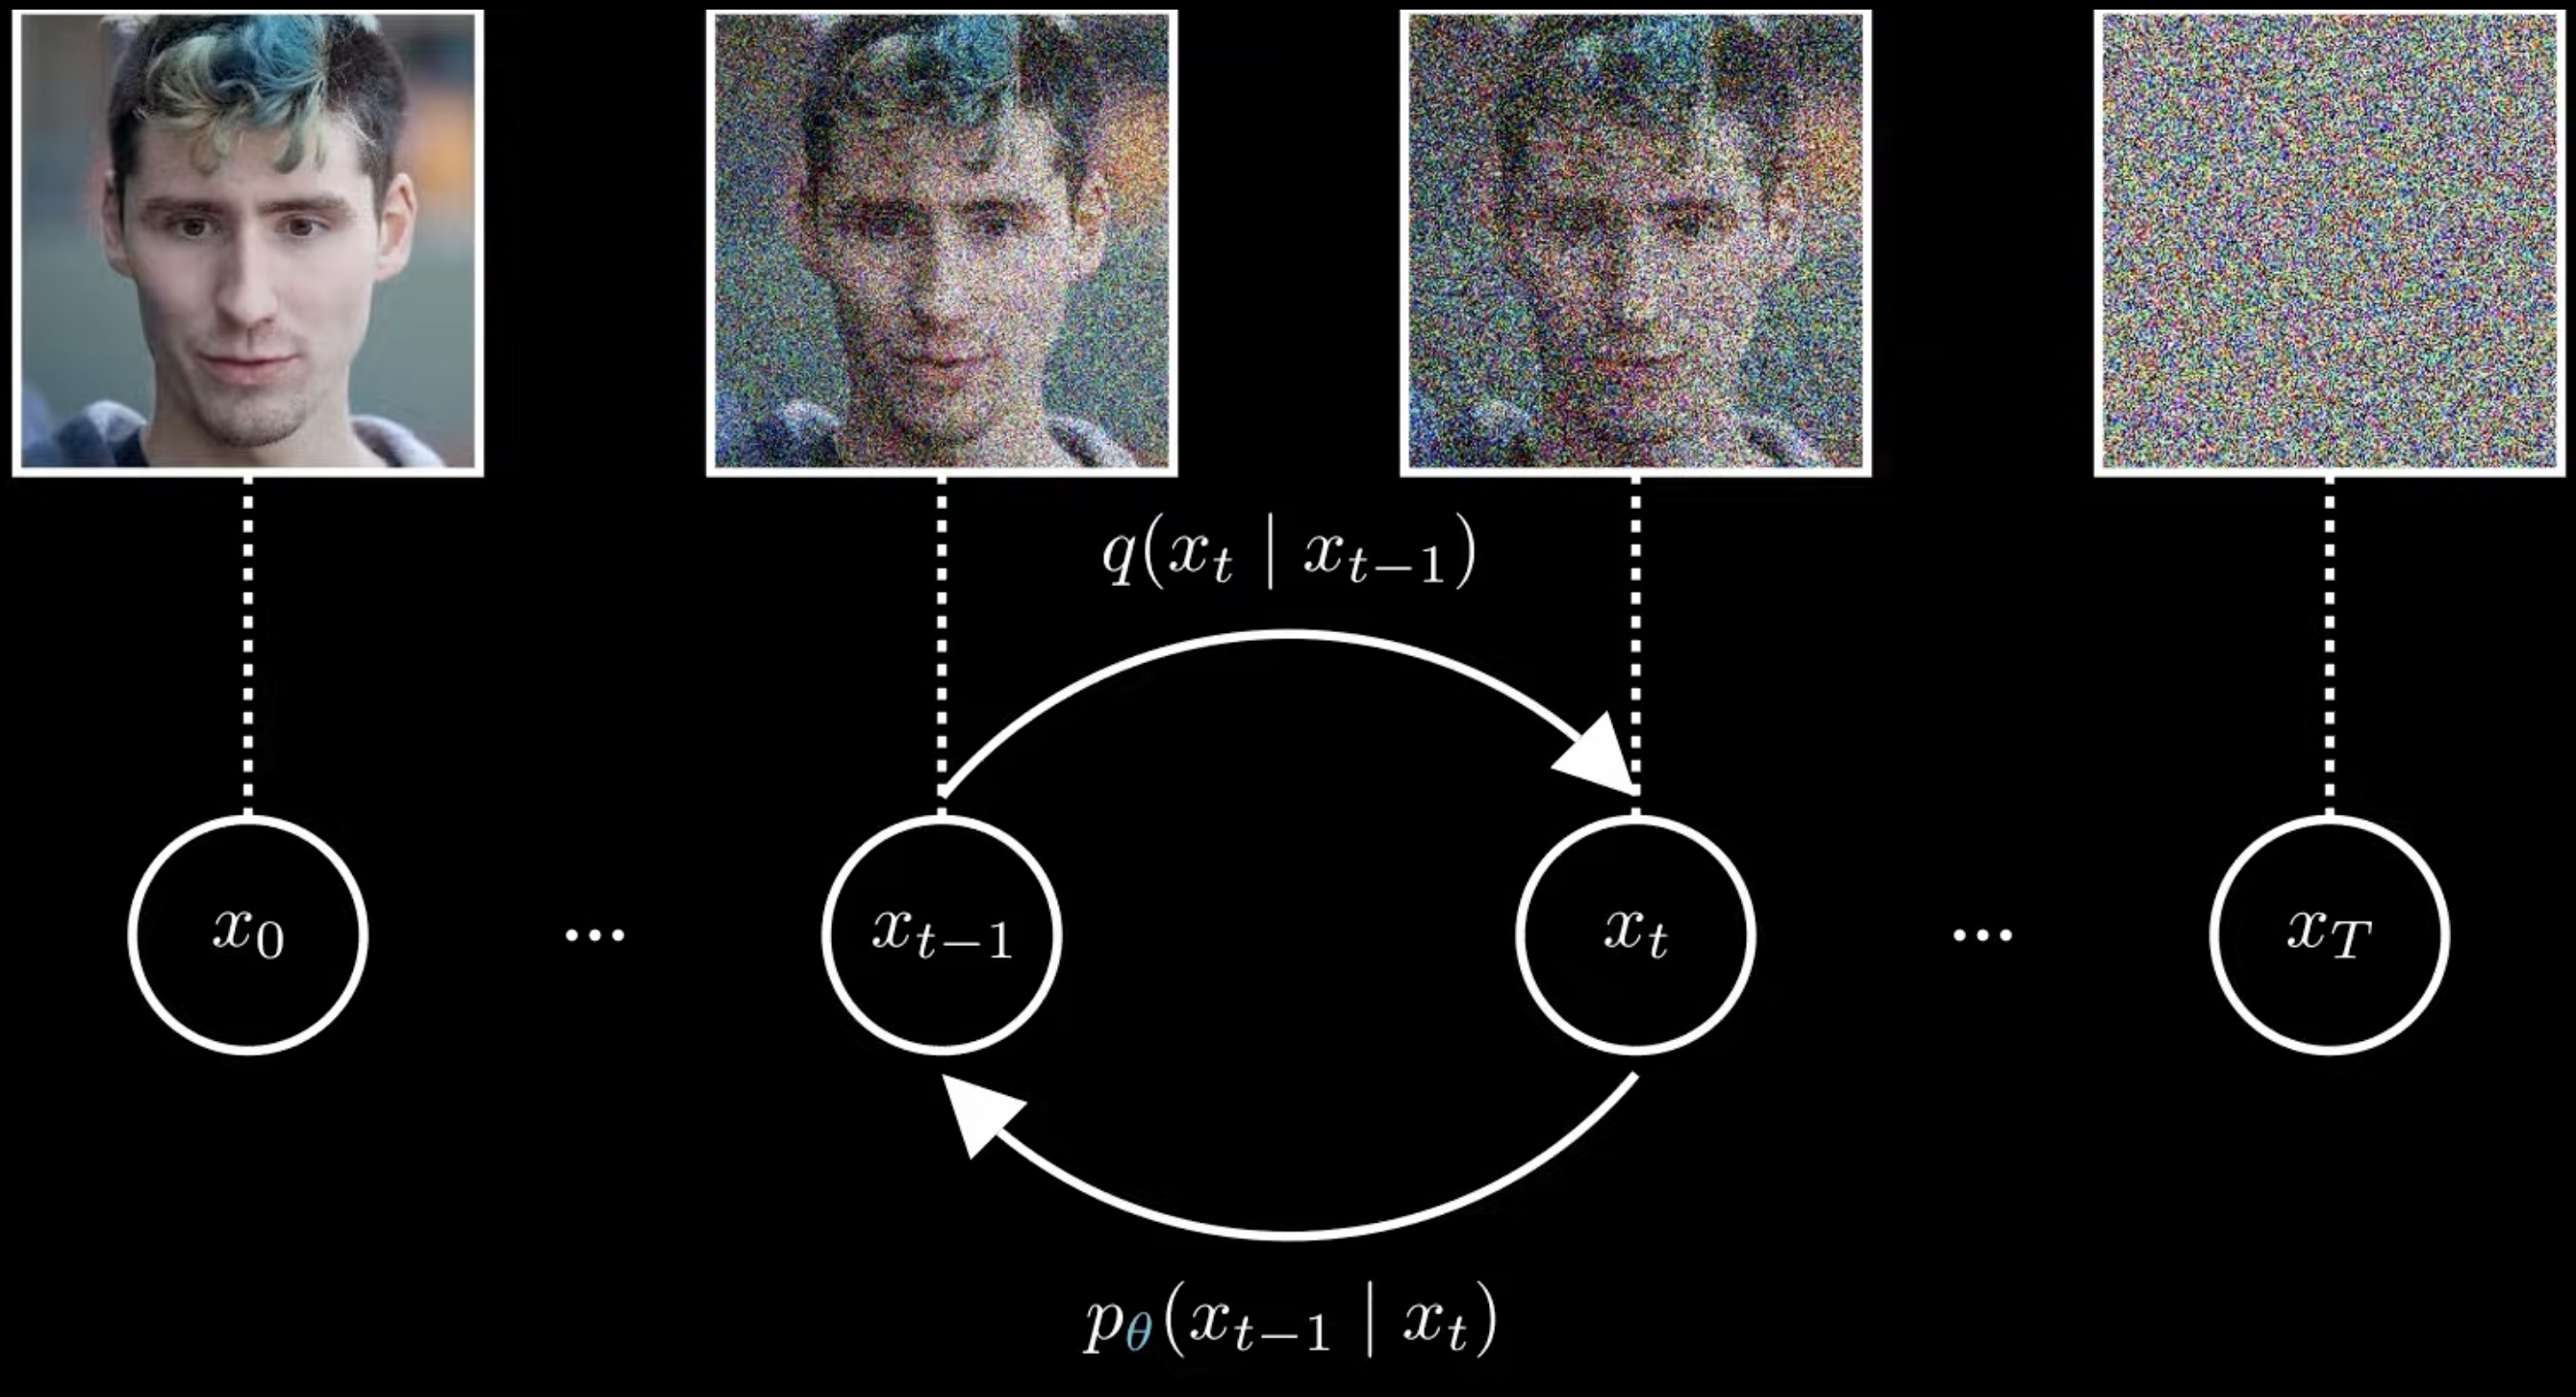 q(x_t | x_{t−1})
x_0 ... x_{t−1} x_t ... x_T
p_θ(x_{t−1} | x_t)